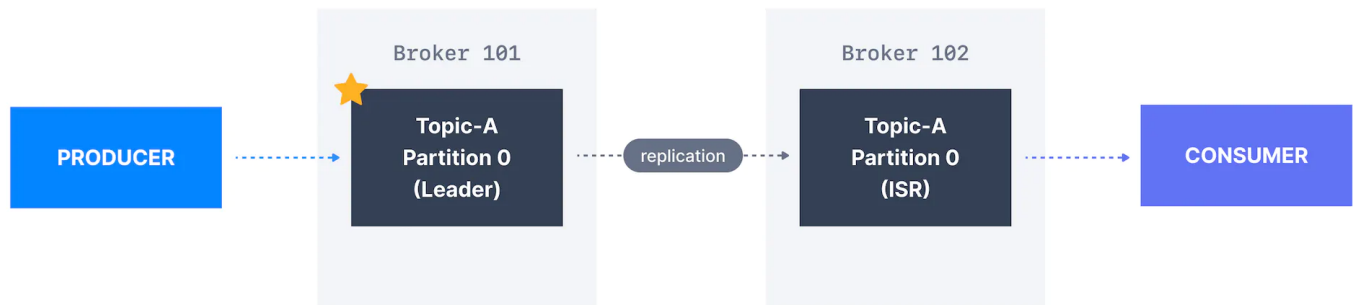 Broker 101
Broker 102
PRODUCER
Topic-A
Partition 0
(Leader)
replication
Topic-A
Partition 0
(ISR)
CONSUMER